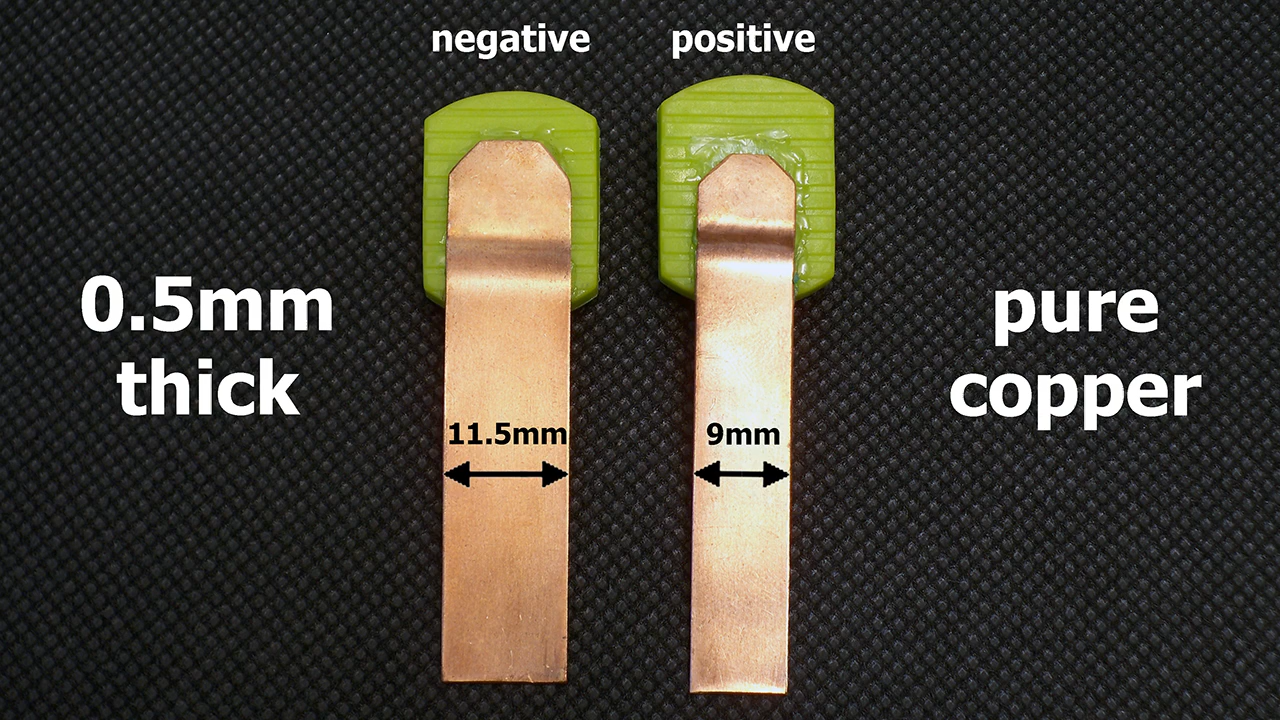 negative
positive
0.5mm
thick
pure
copper
11.5mm
9mm